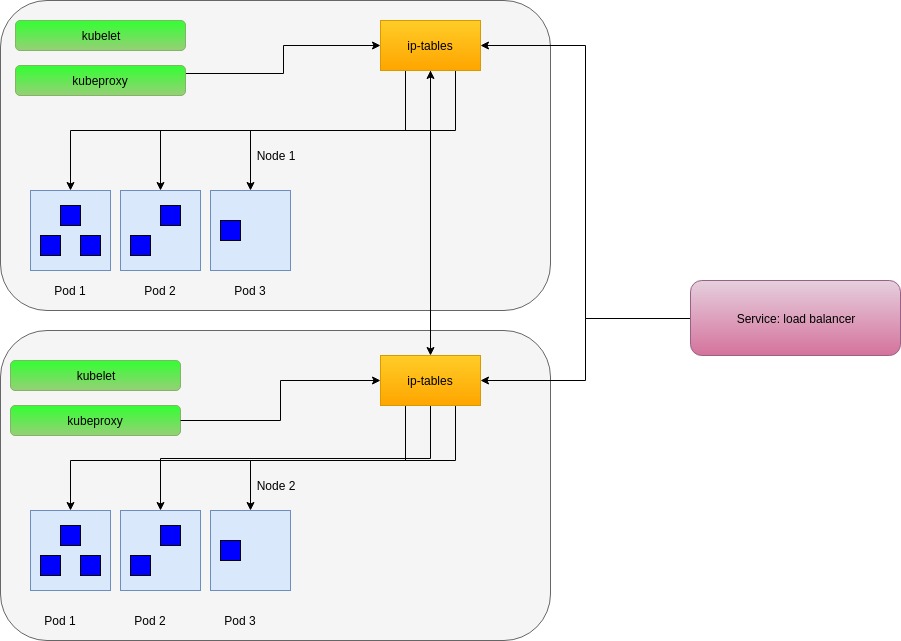 kubelet
ip-tables
kubeproxy
Node 1
Pod 1
Pod 2
Pod 3
Service: load balancer
kubelet
ip-tables
kubeproxy
Node 2
Pod 1
Pod 2
Pod 3